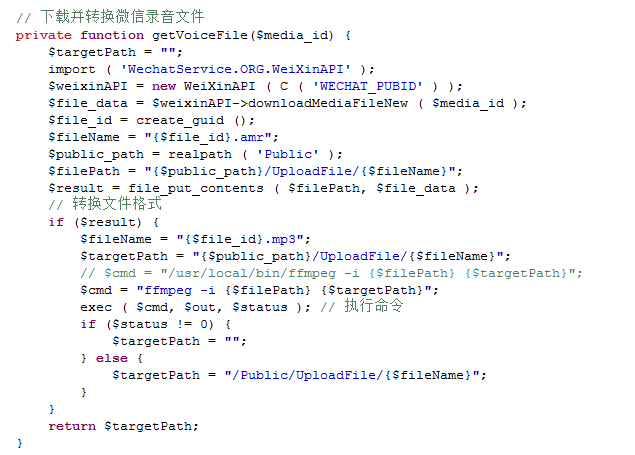 // 下载并转换微信录音文件
private function getVoiceFile($media_id) {
    $targetPath = "";
    import ( 'WechatService.ORG.WeiXinAPI' );
    $weixinAPI = new WeiXinAPI ( C ( 'WECHAT_PUBID' ) );
    $file_data = $weixinAPI->downloadMediaFileNew ( $media_id );
    $file_id = create_guid ();
    $fileName = "{$file_id}.amr";
    $public_path = realpath ( 'Public' );
    $filePath = "{$public_path}/UploadFile/{$fileName}";
    $result = file_put_contents ( $filePath, $file_data );
    // 转换文件格式
    if ($result) {
        $fileName = "{$file_id}.mp3";
        $targetPath = "{$public_path}/UploadFile/{$fileName}";
        // $cmd = "/usr/local/bin/ffmpeg -i {$filePath} {$targetPath}";
        $cmd = "ffmpeg -i {$filePath} {$targetPath}";
        exec ( $cmd, $out, $status ); // 执行命令
        if ($status != 0) {
            $targetPath = "";
        } else {
            $targetPath = "/Public/UploadFile/{$fileName}";
        }
    }
    return $targetPath;
}